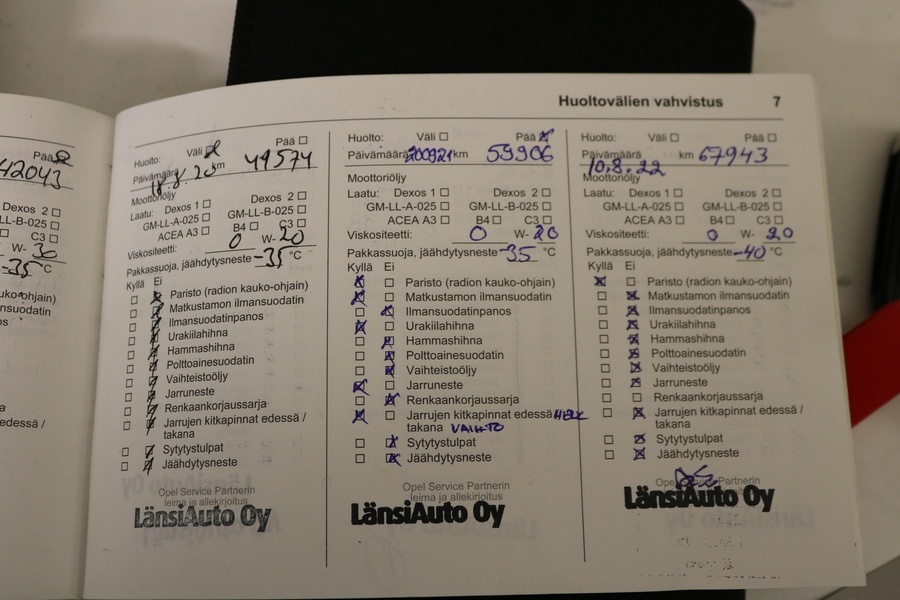 Huoltovälien vahvistus 7
Pää
42043
Dexos 2
LL-B-025
C3
W- 30
-35 °C
uko-ohjain)
suodatin
os
a
edessä /
Huolto: Väli Pää
Päivämäärä 18.8.20 km 49574
Moottoriöljy
Laatu: Dexos 1 Dexos 2
GM-LL-A-025 GM-LL-B-025
ACEA A3 B4 C3
Viskositeetti: 0 W- 20
Pakkassuoja, jäähdytysneste -35 °C
Kyllä Ei
Paristo (radion kauko-ohjain)
Matkustamon ilmansuodatin
Ilmansuodatinpanos
Urakiilahihna
Hammashihna
Polttoainesuodatin
Vaihteistoöljy
Jarruneste
Renkaankorjaussarja
Jarrujen kitkapinnat edessä /
takana
Sytytystulpat
Jäähdytysneste
Opel Service Partnerin
leima ja allekirjoitus
LänsiAuto Oy
Huolto: Väli Pää
Päivämäärä 200921 km 59906
Moottoriöljy
Laatu: Dexos 1 Dexos 2
GM-LL-A-025 GM-LL-B-025
ACEA A3 B4 C3
Viskositeetti: 0 W- 20
Pakkassuoja, jäähdytysneste -35 °C
Kyllä Ei
Paristo (radion kauko-ohjain)
Matkustamon ilmansuodatin
Ilmansuodatinpanos
Urakiilahihna
Hammashihna
Polttoainesuodatin
Vaihteistoöljy
Jarruneste
Renkaankorjaussarja
Jarrujen kitkapinnat edessä
takana VAIHTO
Sytytystulpat
Jäähdytysneste
Opel Service Partnerin
leima ja allekirjoitus
LänsiAuto Oy
Huolto: Väli Pää
Päivämäärä km 67943
10.8.22
Moottoriöljy
Laatu: Dexos 1 Dexos 2
GM-LL-A-025 GM-LL-B-025
ACEA A3 B4 C3
Viskositeetti: 0 W- 20
Pakkassuoja, jäähdytysneste -40 °C
Kyllä Ei
Paristo (radion kauko-ohjain)
Matkustamon ilmansuodatin
Ilmansuodatinpanos
Urakiilahihna
Hammashihna
Polttoainesuodatin
Vaihteistoöljy
Jarruneste
Renkaankorjaussarja
Jarrujen kitkapinnat edessä /
takana
Sytytystulpat
Jäähdytysneste
Opel Service Partnerin
LänsiAuto Oy